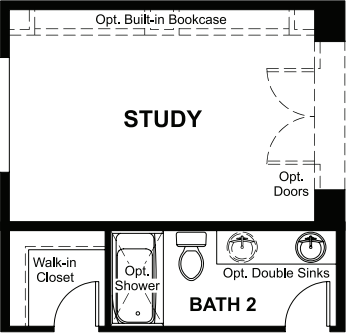 Opt. Built-in Bookcase
STUDY
Opt.
Doors
Walk-in
Closet
Opt.
Shower
Opt. Double Sinks
BATH 2